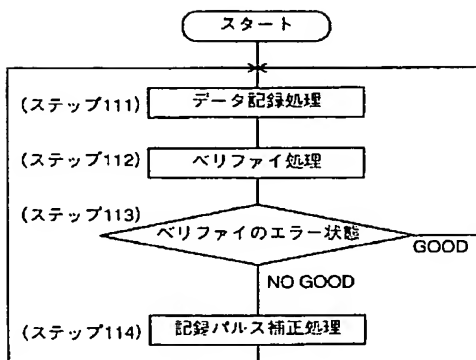 スタート
(ステップ111)
データ記録処理
(ステップ112)
ベリファイ処理
(ステップ113)
ベリファイのエラー状態
GOOD
NO GOOD
(ステップ114)
記録パルス補正処理